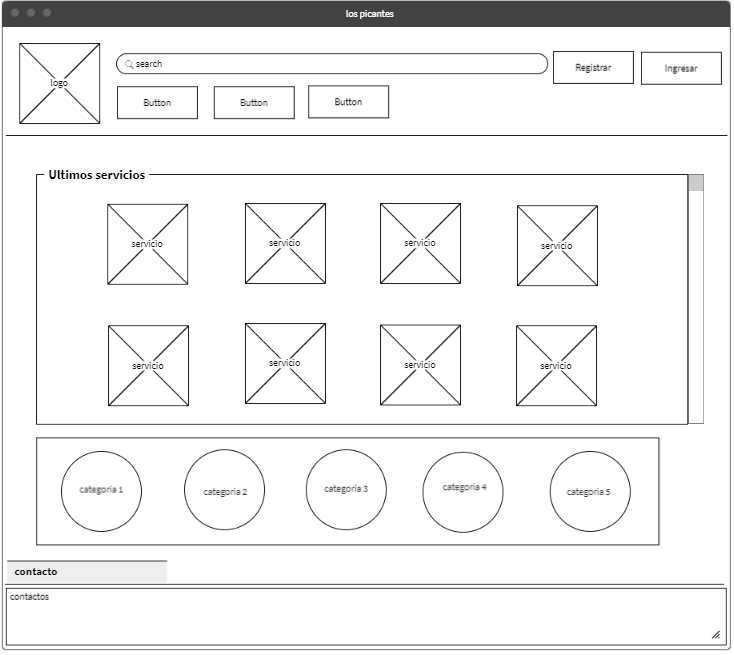 los picantes
logo
search
Registrar
Ingresar
Button
Button
Button
Ultimos servicios
servicio
servicio
servicio
servicio
servicio
servicio
servicio
servicio
categoria 1
categoria 2
categoria 3
categoria 4
categoria 5
contacto
contactos